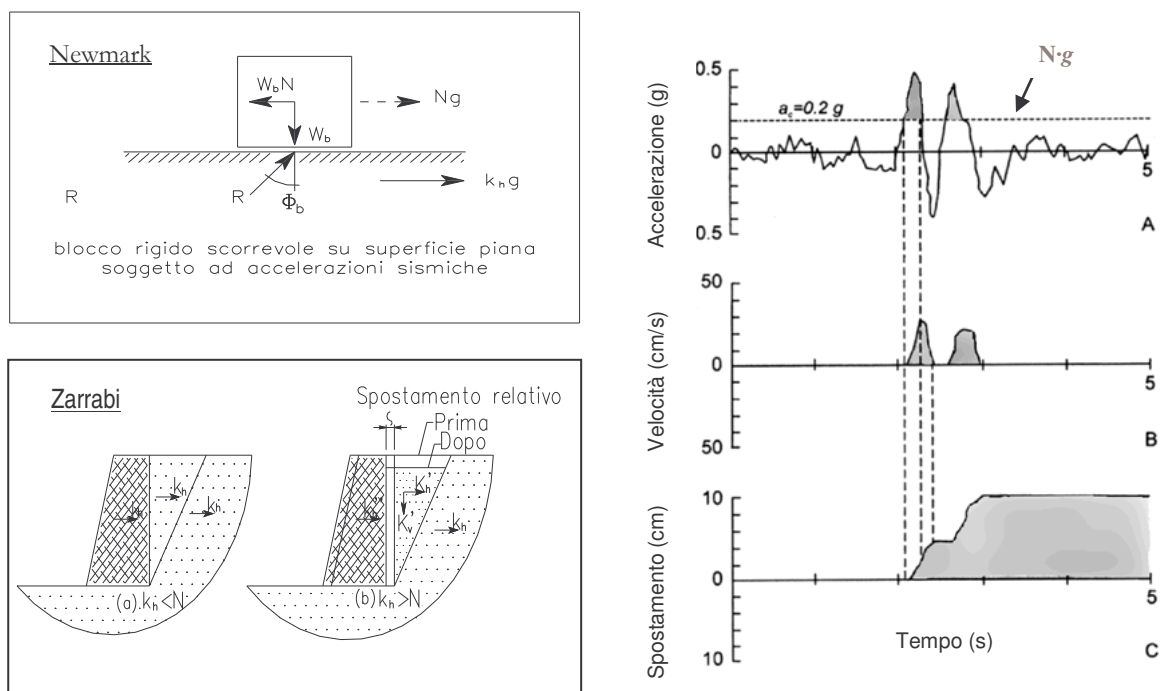 Newmark
W_b N
Ng
W_b
R
R
Φ_b
k_h g
blocco rigido scorrevole su superficie piana
soggetto ad accelerazioni sismiche
Zarrabi
Spostamento relativo
Prima
Dopo
k_h
k_h
k_h'
K_v'
k_h
(a).k_h<N
(b)k_h>N
N·g
Accelerazione (g)
0.5
a_c=0.2 g
0
5
0.5
A
Velocità (cm/s)
50
0
5
50
B
Spostamento (cm)
10
0
5
10
Tempo (s)
C